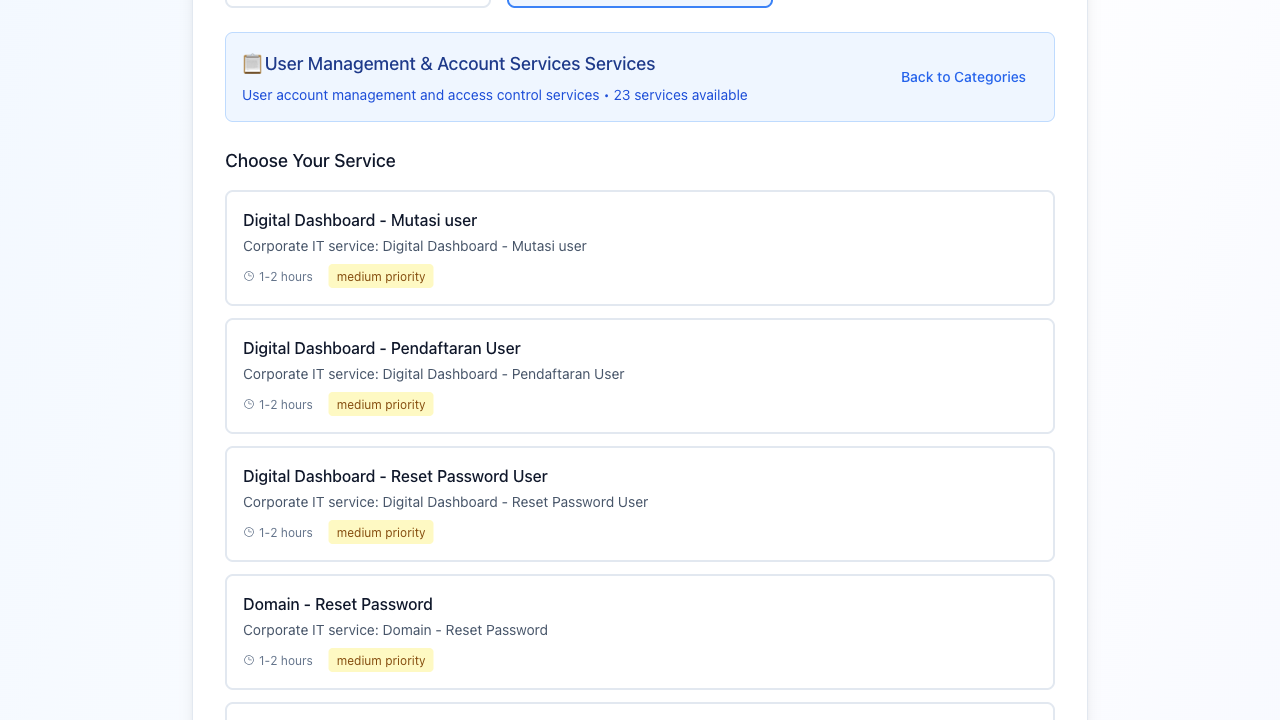 User Management & Account Services Services
User account management and access control services • 23 services available
Back to Categories
Choose Your Service
Digital Dashboard - Mutasi user
Corporate IT service: Digital Dashboard - Mutasi user
1-2 hours
medium priority
Digital Dashboard - Pendaftaran User
Corporate IT service: Digital Dashboard - Pendaftaran User
1-2 hours
medium priority
Digital Dashboard - Reset Password User
Corporate IT service: Digital Dashboard - Reset Password User
1-2 hours
medium priority
Domain - Reset Password
Corporate IT service: Domain - Reset Password
1-2 hours
medium priority